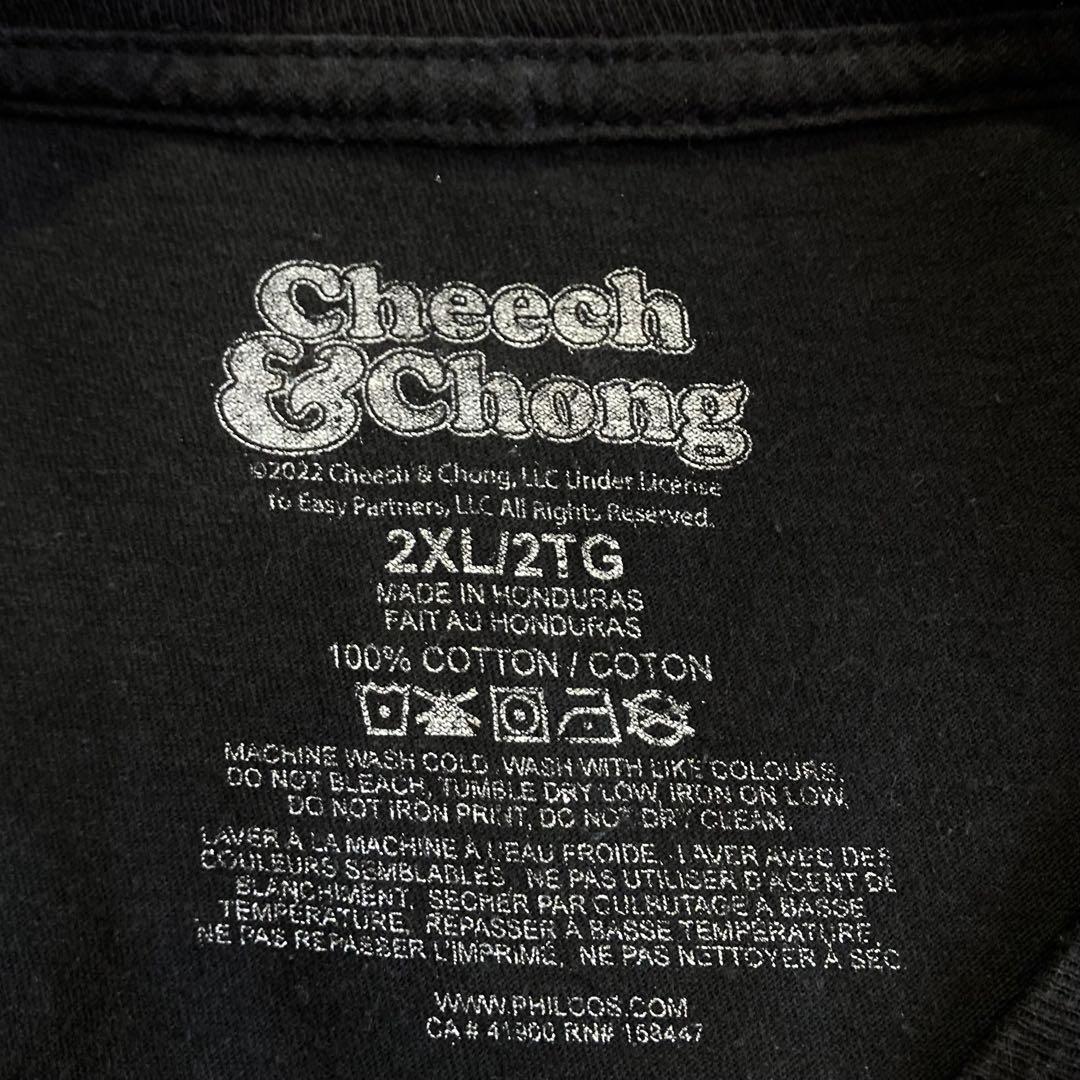 Cheech
& Chong
©2022 Cheech & Chong, LLC Under License
To Easy Partners, LLC All Rights Reserved.
2XL/2TG
MADE IN HONDURAS
FAIT AU HONDURAS
100% COTTON / COTON
MACHINE WASH COLD, WASH WITH LIKE COLOURS,
DO NOT BLEACH, TUMBLE DRY LOW, IRON ON LOW,
DO NOT IRON PRINT, DO NOT DRY CLEAN.
LAVER À LA MACHINE À L'EAU FROIDE, LAVER AVEC DES
COULEURS SEMBLABLES, NE PAS UTILISER D'AGENT DE
BLANCHIMENT, SÉCHER PAR CULBUTAGE À BASSE
TEMPÉRATURE, REPASSER À BASSE TEMPÉRATURE,
NE PAS REPASSER L'IMPRIMÉ, NE PAS NETTOYER À SEC
WWW.PHILCOS.COM
CA # 41900 RN# 158447